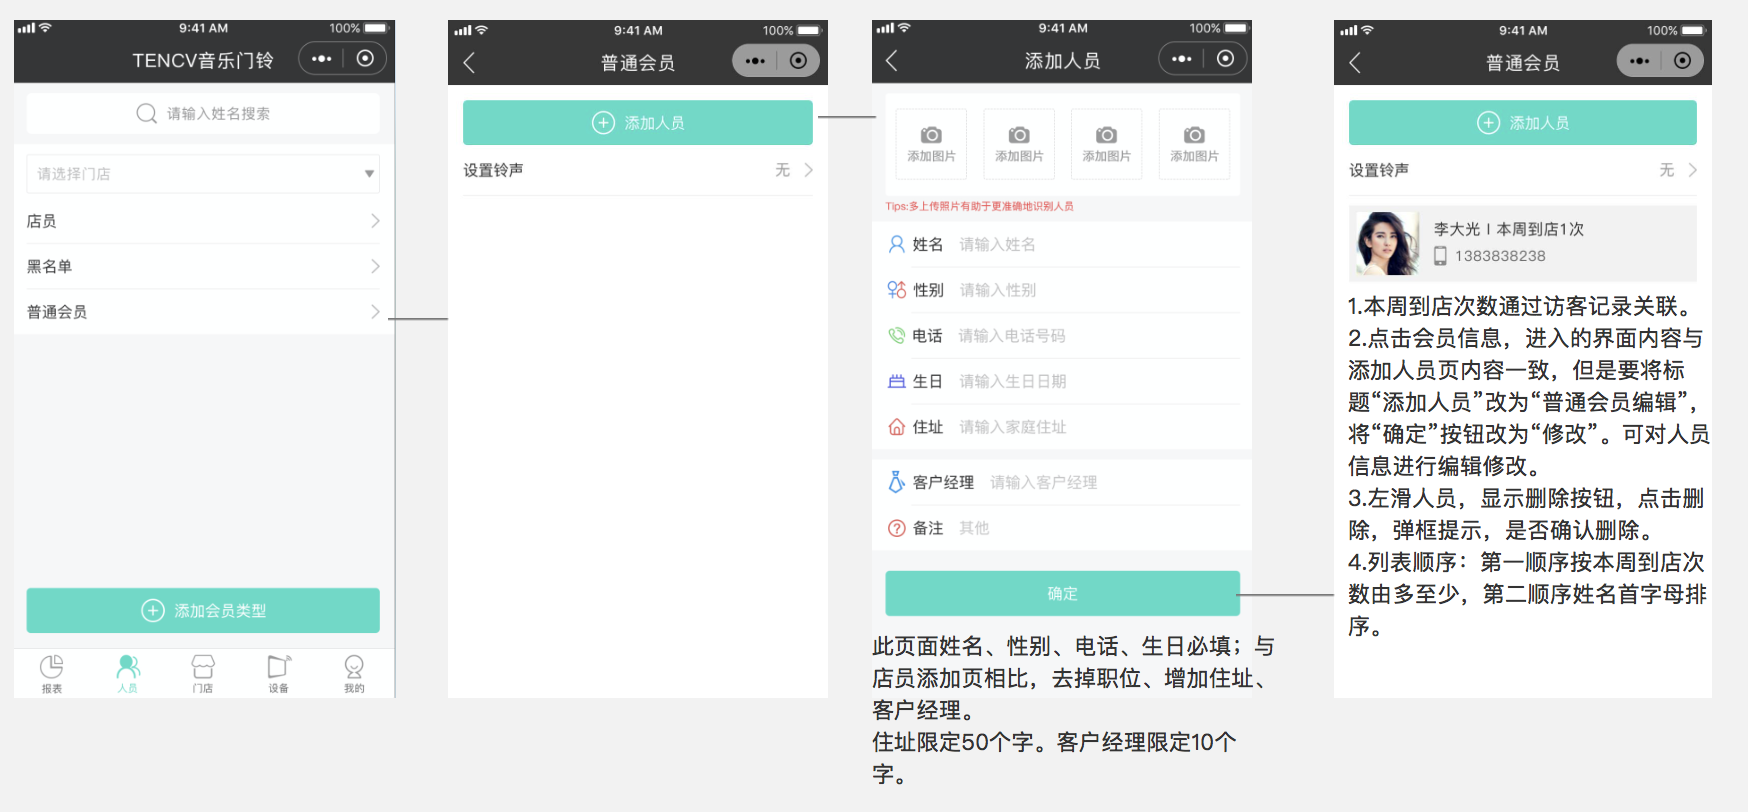 9:41 AM
100%
TENCV音乐门铃
请输入姓名搜索
请选择门店
店员
黑名单
普通会员
添加会员类型
报表
人员
门店
设备
我的
9:41 AM
100%
普通会员
添加人员
设置铃声
无
9:41 AM
100%
添加人员
添加图片
添加图片
添加图片
添加图片
Tips:多上传照片有助于更准确地识别人员
姓名 请输入姓名
性别 请输入性别
电话 请输入电话号码
生日 请输入生日日期
住址 请输入家庭住址
客户经理 请输入客户经理
备注 其他
确定
此页面姓名、性别、电话、生日必填；与
店员添加页相比，去掉职位、增加住址、
客户经理。
住址限定50个字。客户经理限定10个
字。
9:41 AM
100%
普通会员
添加人员
设置铃声
无
李大光 | 本周到店1次
1383838238
1.本周到店次数通过访客记录关联。
2.点击会员信息，进入的界面内容与
添加人员页内容一致，但是要将标
题“添加人员”改为“普通会员编辑”，
将“确定”按钮改为“修改”。可对人员
信息进行编辑修改。
3.左滑人员，显示删除按钮，点击删
除，弹框提示，是否确认删除。
4.列表顺序：第一顺序按本周到店次
数由多至少，第二顺序姓名首字母排
序。